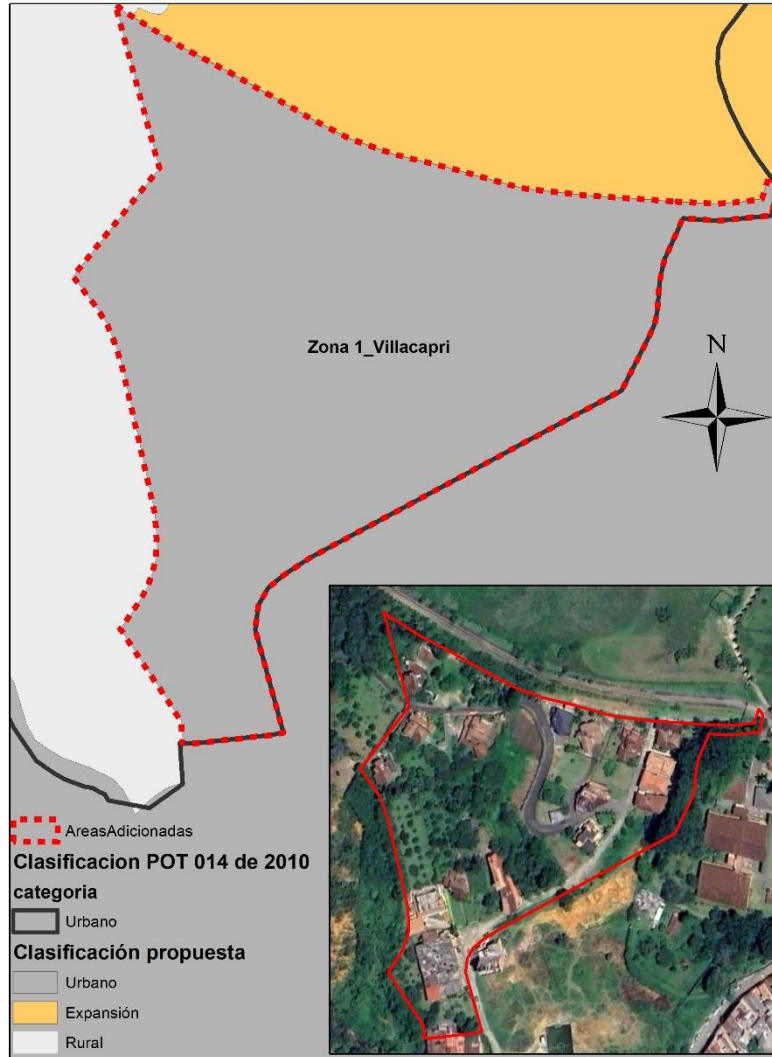 Zona 1_Villacapri
N
AreasAdicionadas
Clasificacion POT 014 de 2010
categoria
Urbano
Clasificación propuesta
Urbano
Expansión
Rural